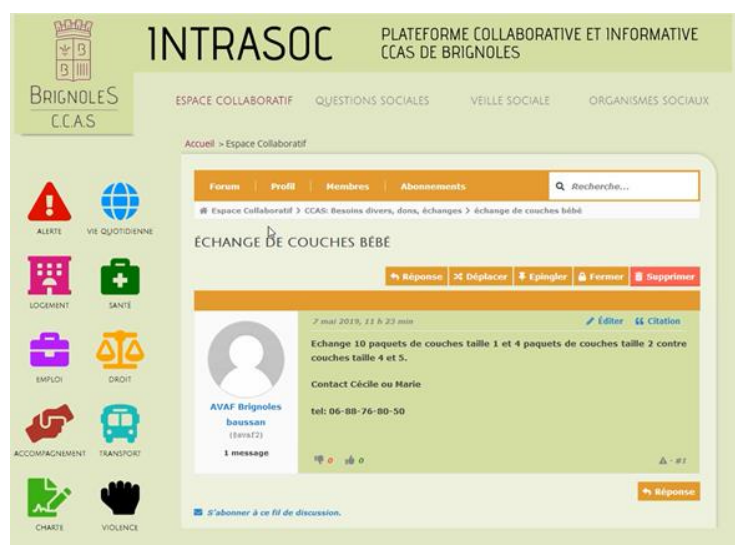 INTRASOC
PLATEFORME COLLABORATIVE ET INFORMATIVE
CCAS DE BRIGNOLES
BRIGNOLES
C.C.A.S
ESPACE COLLABORATIF QUESTIONS SOCIALES VEILLE SOCIALE ORGANISMES SOCIAUX
Accueil » Espace Collaboratif
Forum Profil Membres Abonnements Recherche...
Espace Collaboratif > CCAS: Besoins divers, dons, échanges > échange de couches bébé
ÉCHANGE DE COUCHES BÉBÉ
Réponse Déplacer Epingler Fermer Supprimer
7 mai 2019, 11 h 23 min Éditer Citation
Echange 10 paquets de couches taille 1 et 4 paquets de couches taille 2 contre
couches taille 4 et 5.
Contact Cécile ou Marie
tel: 06-88-76-80-50
AVAF Brignoles
baussan
(@avaf2)
1 message
0 0
- #1
Réponse
S'abonner à ce fil de discussion.
ALERTE VIE QUOTIDIENNE
LOGEMENT SANTÉ
EMPLOI DROIT
ACCOMPAGNEMENT TRANSPORT
CHARTE VIOLENCE